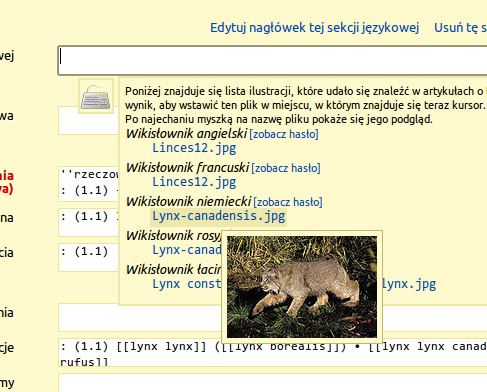 Edytuj nagłówek tej sekcji językowej Usuń tę s
wej
Poniżej znajduje się lista ilustracji, które udało się znaleźć w artykułach o
wynik, aby wstawić ten plik w miejscu, w którym znajduje się teraz kursor.
Po najechaniu myszką na nazwę pliku pokaże się jego podgląd.
wa
Wikisłownik angielski [zobacz hasło]
Linces12.jpg
Wikisłownik francuski [zobacz hasło]
nia
''rzeczow
Linces12.jpg
wa)
: (1.1)
Wikisłownik niemiecki [zobacz hasło]
na
: (1.1)
Lynx-canadensis.jpg
Wikisłownik rosyj
cia
: (1.1)
Lynx-canad
Wikisłownik łacin
Lynx const lynx.jpg
nia
cje
: (1.1) [[lynx lynx]] ([[lynx borealis]]) • [[lynx lynx canad
rufus]]
my